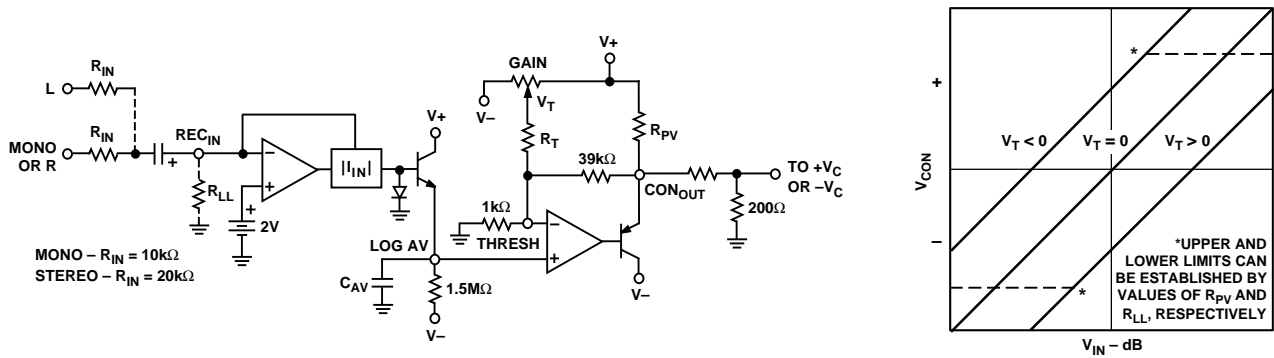 L
R_IN
MONO
OR R
R_IN
REC_IN
R_LL
2V
MONO – R_IN = 10kΩ
STEREO – R_IN = 20kΩ
–
+
+
+
|I_IN|
V+
LOG AV
C_AV
1.5MΩ
V–
V–
GAIN
V_T
V+
R_T
R_PV
39kΩ
1kΩ
THRESH
–
+
CON_OUT
V–
200Ω
TO +V_C
OR –V_C
V_CON
+
–
*
V_T < 0
V_T = 0
V_T > 0
*
*UPPER AND
LOWER LIMITS CAN
BE ESTABLISHED BY
VALUES OF R_PV AND
R_LL, RESPECTIVELY
V_IN – dB